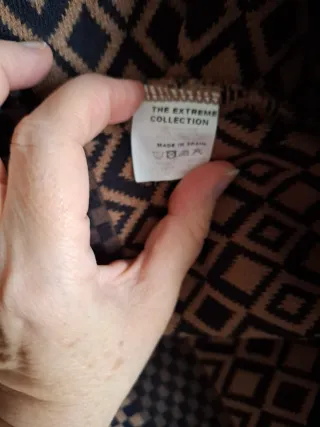 THE EXTREME
COLLECTION
MADE IN SPAIN